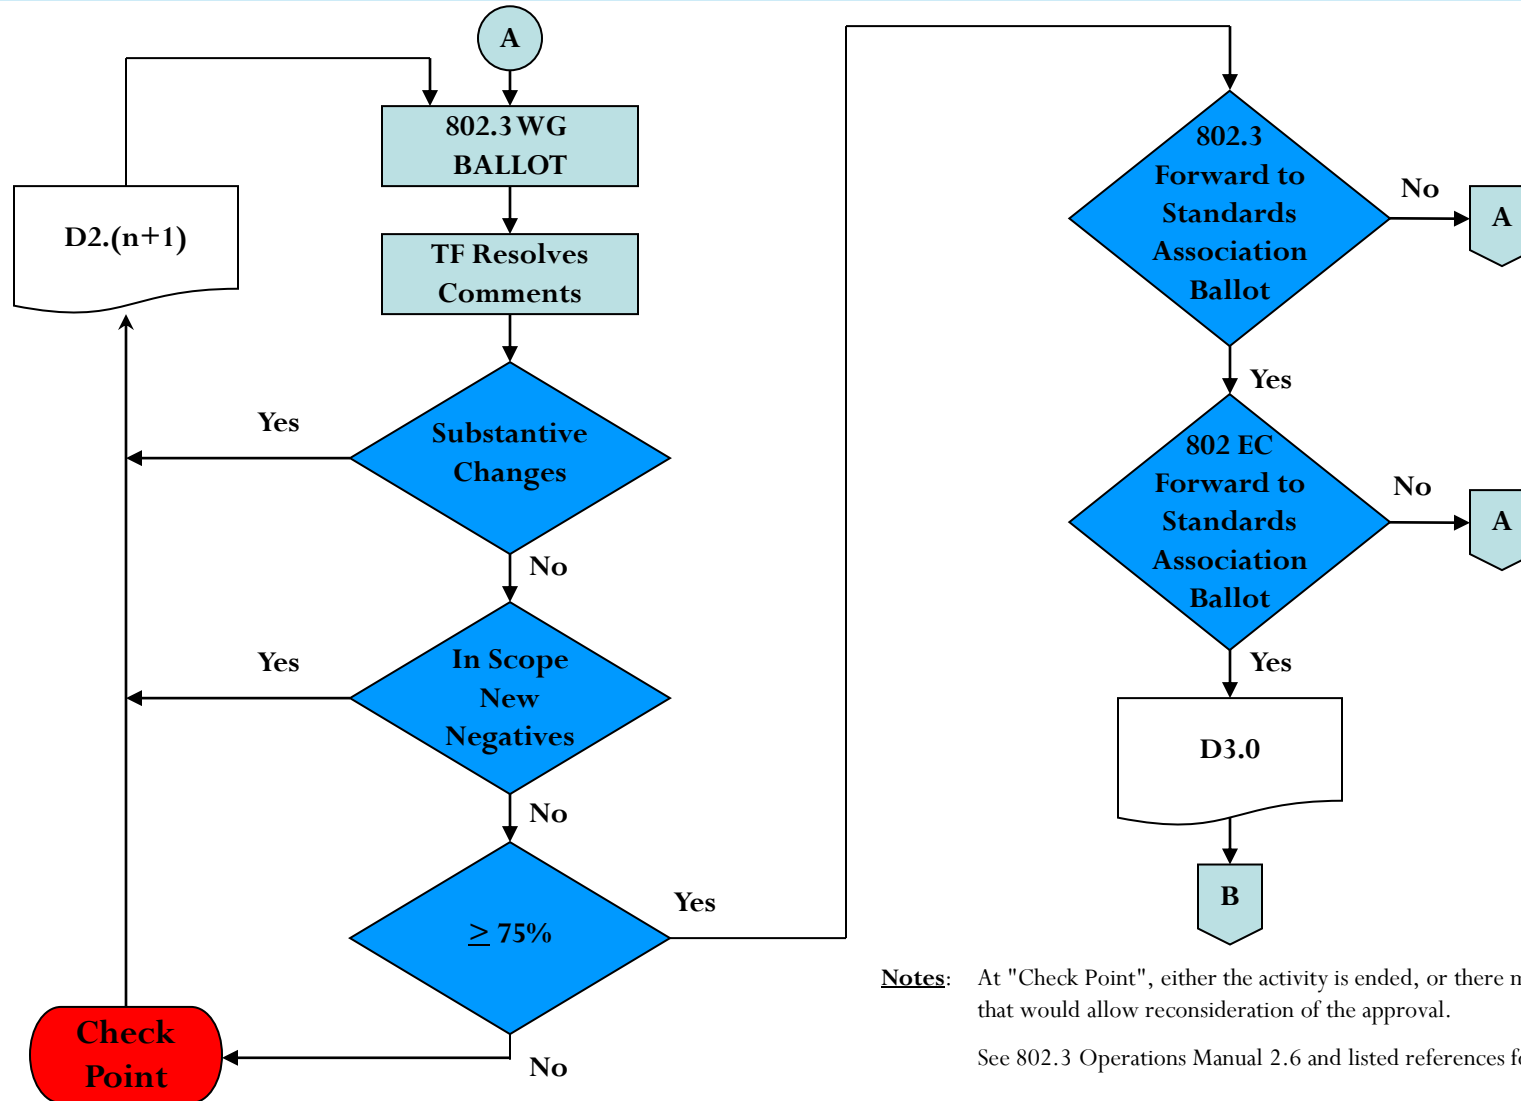 A
802.3 WG
BALLOT
D2.(n+1)
TF Resolves
Comments
Yes
Substantive
Changes
No
Yes
In Scope
New
Negatives
No
Yes
≥ 75%
Check
Point
No
802.3
Forward to
Standards
Association
Ballot
No
A
Yes
802 EC
Forward to
Standards
Association
Ballot
No
A
Yes
D3.0
B
Notes: At "Check Point", either the activity is ended, or there
that would allow reconsideration of the approval.
See 802.3 Operations Manual 2.6 and listed references